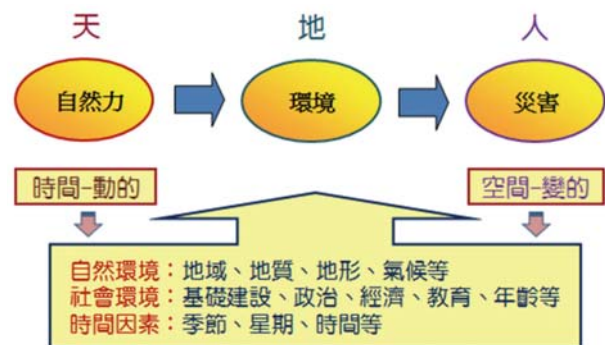 天 地 人
自然力 環境 災害
時間-動的 空間-變的
自然環境：地域、地質、地形、氣候等
社會環境：基礎建設、政治、經濟、教育、年齡等
時間因素：季節、星期、時間等